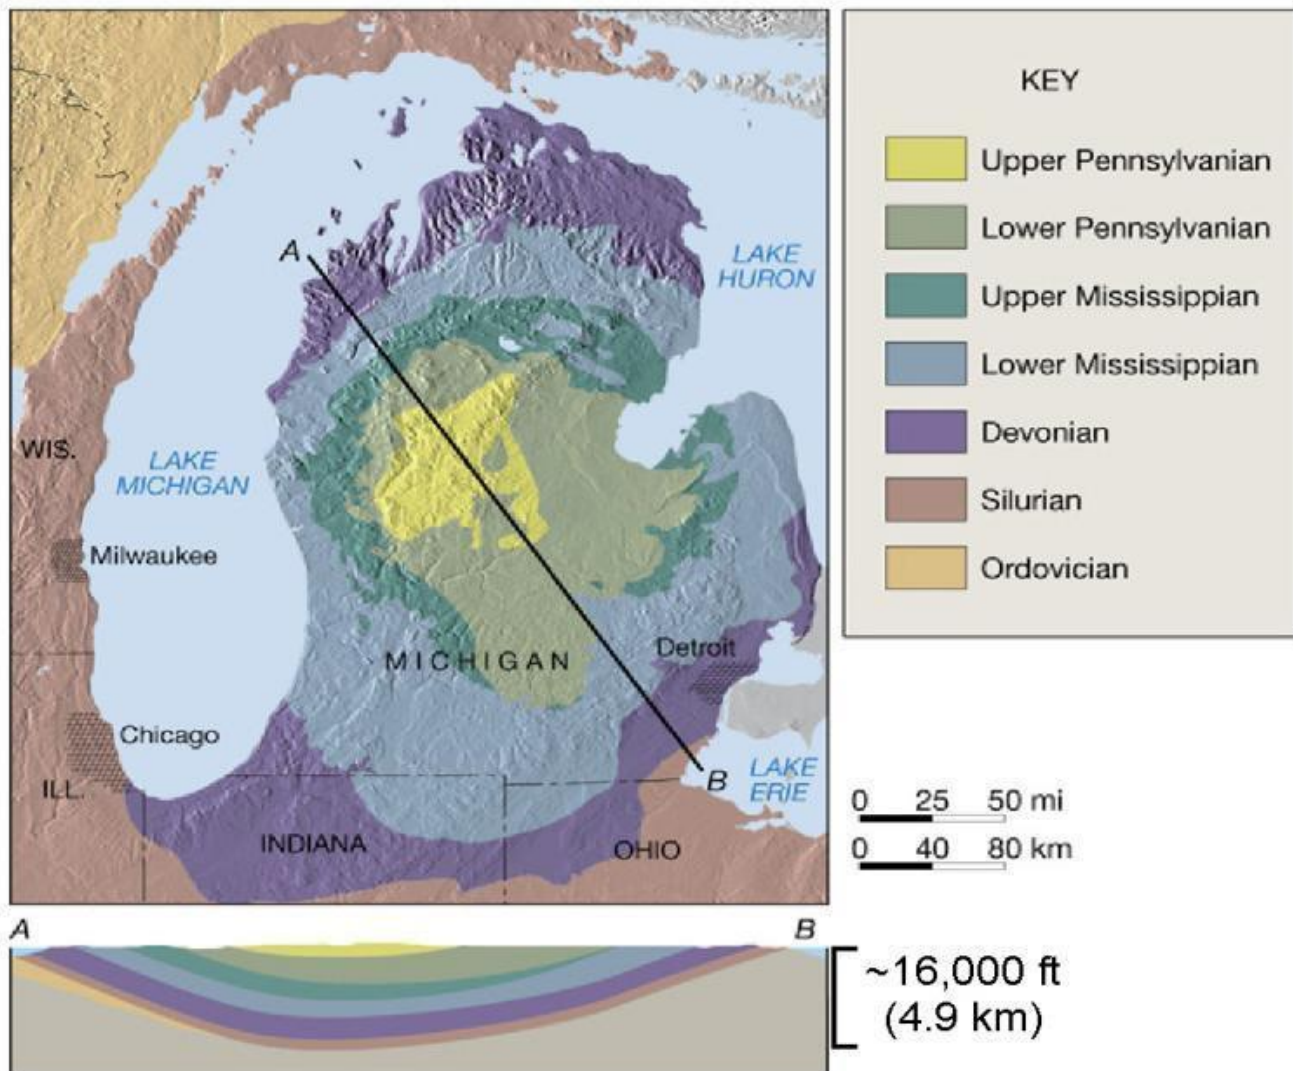 KEY
Upper Pennsylvanian
Lower Pennsylvanian
Upper Mississippian
Lower Mississippian
Devonian
Silurian
Ordovician
A
LAKE
HURON
WIS.
LAKE
MICHIGAN
Milwaukee
MICHIGAN
Detroit
Chicago
ILL.
B
LAKE
ERIE
INDIANA
OHIO
0 25 50 mi
0 40 80 km
A B
~16,000 ft
(4.9 km)